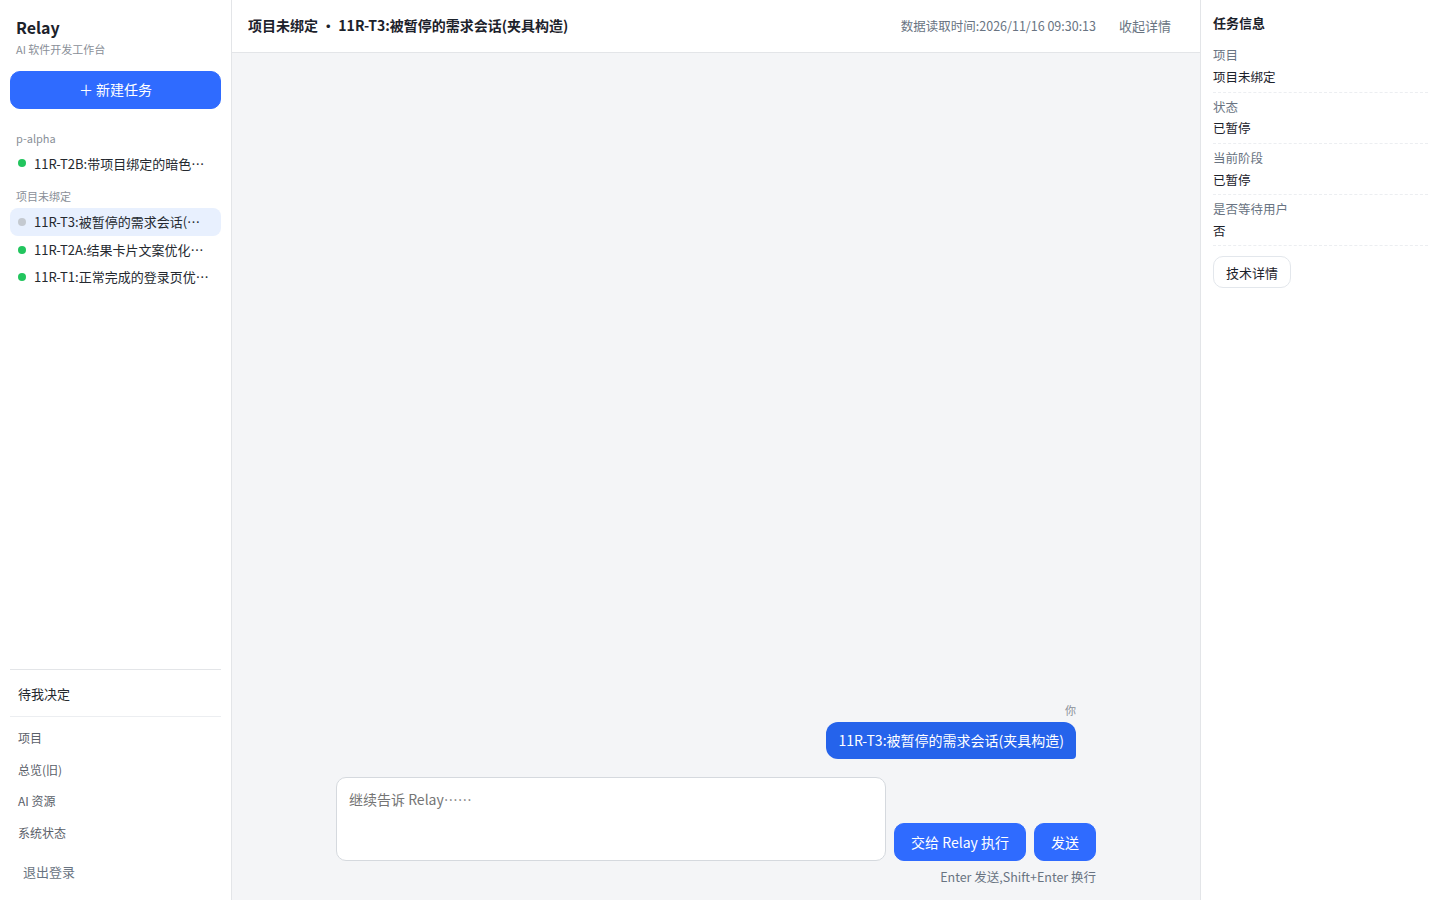 Relay
AI 软件开发工作台
＋ 新建任务
p-alpha
11R-T2B:带项目绑定的暗色…
项目未绑定
11R-T3:被暂停的需求会话(…
11R-T2A:结果卡片文案优化…
11R-T1:正常完成的登录页优…
待我决定
项目
总览(旧)
AI 资源
系统状态
退出登录
项目未绑定 · 11R-T3:被暂停的需求会话(夹具构造)
数据读取时间:2026/11/16 09:30:13
收起详情
你
11R-T3:被暂停的需求会话(夹具构造)
继续告诉 Relay……
交给 Relay 执行
发送
Enter 发送,Shift+Enter 换行
任务信息
项目
项目未绑定
状态
已暂停
当前阶段
已暂停
是否等待用户
否
技术详情